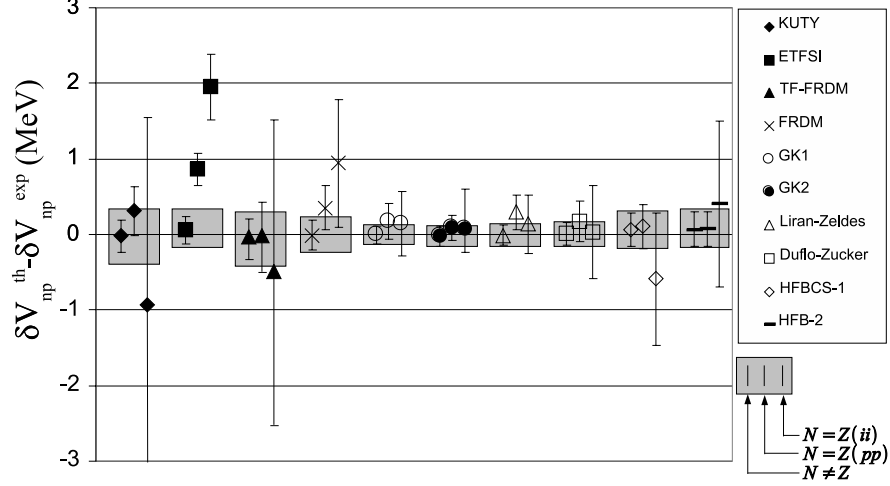 3
2
1
0
-1
-2
-3
δV_np^th-δV_np^exp (MeV)
KUTY
ETFSI
TF-FRDM
FRDM
GK1
GK2
Liran-Zeldes
Duflo-Zucker
HFBCS-1
HFB-2
N=Z(ii)
N=Z(pp)
N≠Z